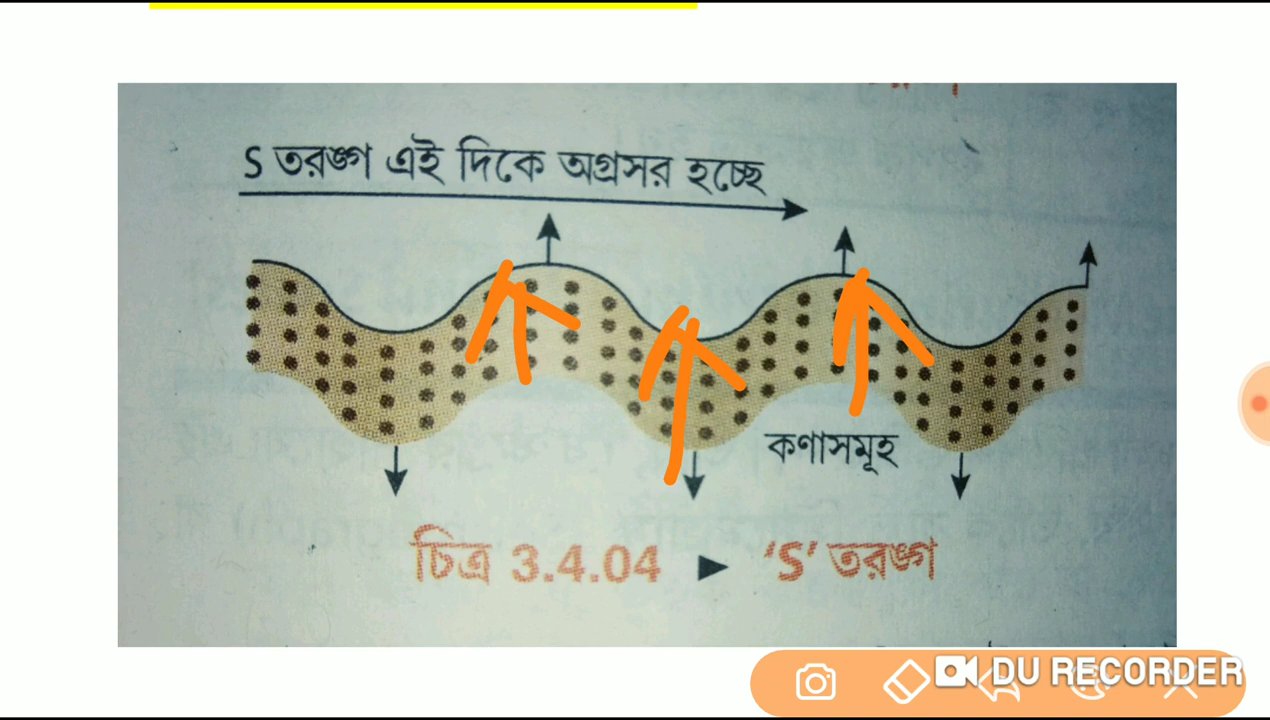 S তরঙ্গ এই দিকে অগ্রসর হচ্ছে
কণাসমূহ
চিত্র 3.4.04 ► ‘S’ তরঙ্গ
DU RECORDER